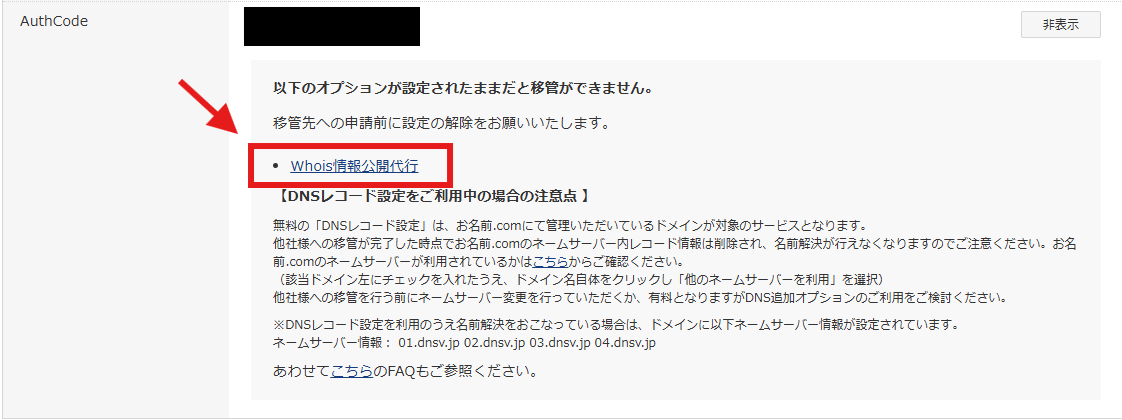 AuthCode
非表示
以下のオプションが設定されたままだと移管ができません。
移管先への申請前に設定の解除をお願いいたします。
• Whois情報公開代行
【DNSレコード設定をご利用中の場合の注意点 】
無料の「DNSレコード設定」は、お名前.comにて管理いただいているドメインが対象のサービスとなります。
他社様への移管が完了した時点でお名前.comのネームサーバー内レコード情報は削除され、名前解決が行えなくなりますのでご注意ください。お名
前.comのネームサーバーが利用されているかはこちらからご確認ください。
（該当ドメイン左にチェックを入れたうえ、ドメイン名自体をクリックし「他のネームサーバーを利用」を選択）
他社様への移管を行う前にネームサーバー変更を行っていただくか、有料となりますがDNS追加オプションのご利用をご検討ください。
※DNSレコード設定を利用のうえ名前解決をおこなっている場合は、ドメインに以下ネームサーバー情報が設定されています。
ネームサーバー情報： 01.dnsv.jp 02.dnsv.jp 03.dnsv.jp 04.dnsv.jp
あわせてこちらのFAQもご参照ください。